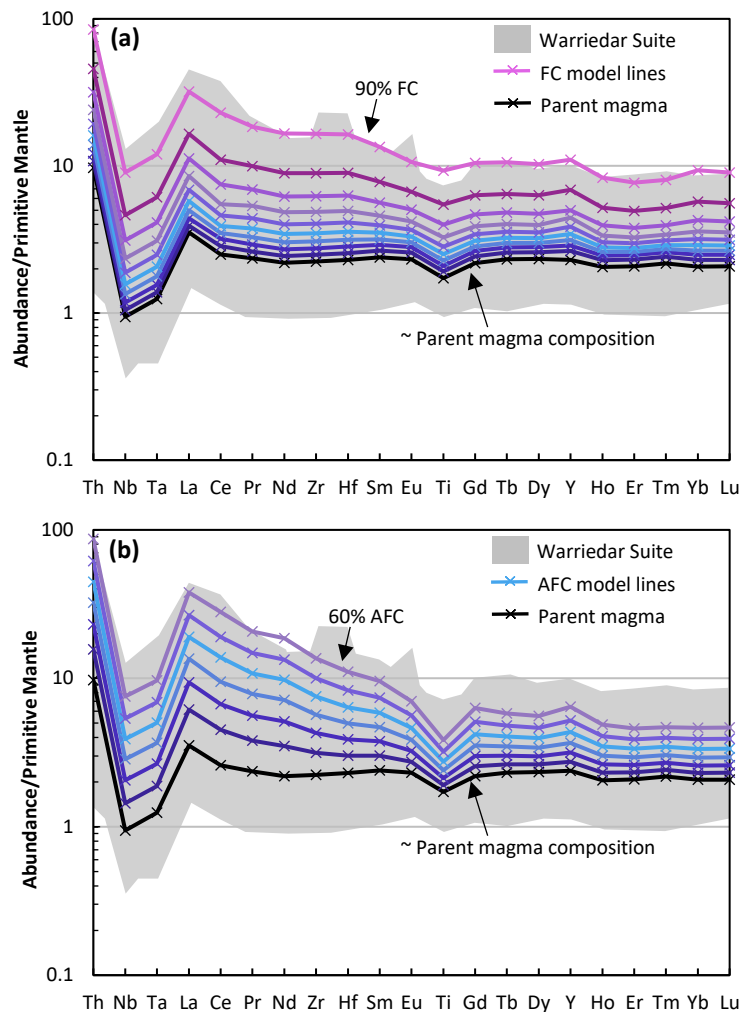 100
(a)
Warriedar Suite
FC model lines
Parent magma
90% FC
10
Abundance/Primitive Mantle
1
~ Parent magma composition
0.1
Th Nb Ta La Ce Pr Nd Zr Hf Sm Eu Ti Gd Tb Dy Y Ho Er Tm Yb Lu
100
(b)
Warriedar Suite
AFC model lines
Parent magma
60% AFC
10
Abundance/Primitive Mantle
1
~ Parent magma composition
0.1
Th Nb Ta La Ce Pr Nd Zr Hf Sm Eu Ti Gd Tb Dy Y Ho Er Tm Yb Lu